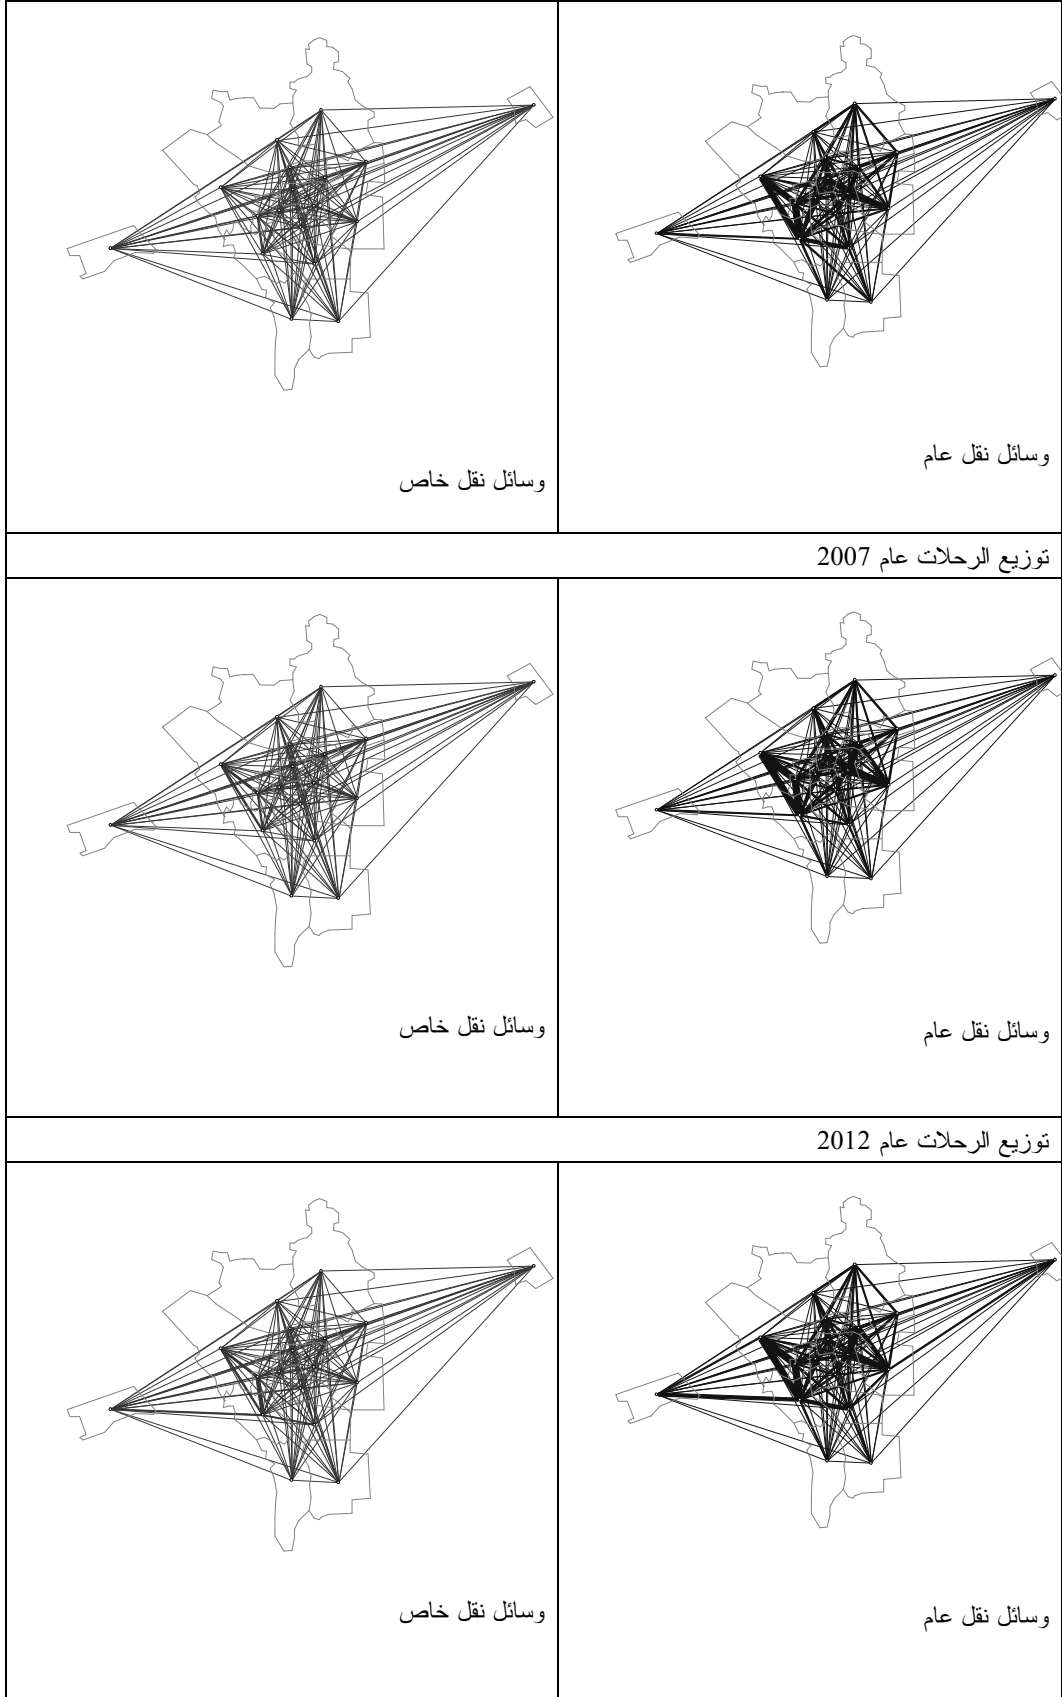 وسائل نقل عام
وسائل نقل خاص
توزيع الرحلات عام 2007
وسائل نقل عام
وسائل نقل خاص
توزيع الرحلات عام 2012
وسائل نقل عام
وسائل نقل خاص